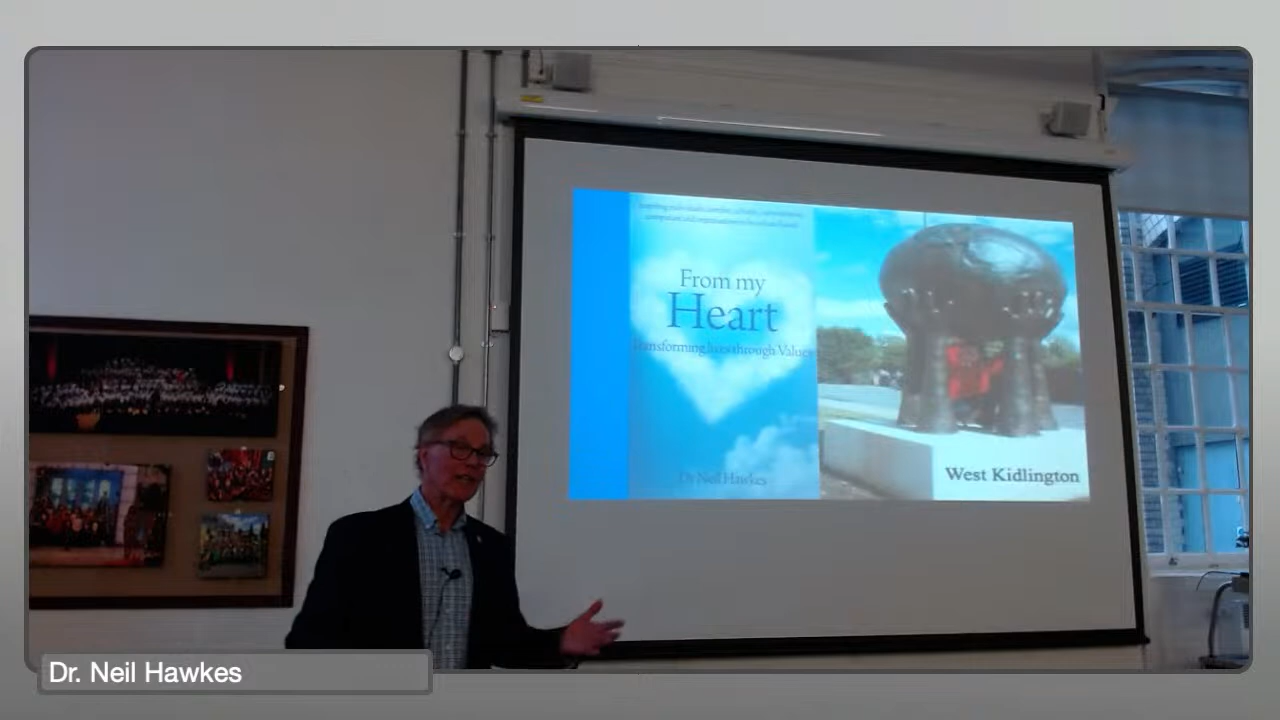 From my
Heart
Transforming lives through Values
Dr Neil Hawkes
West Kidlington
Dr. Neil Hawkes